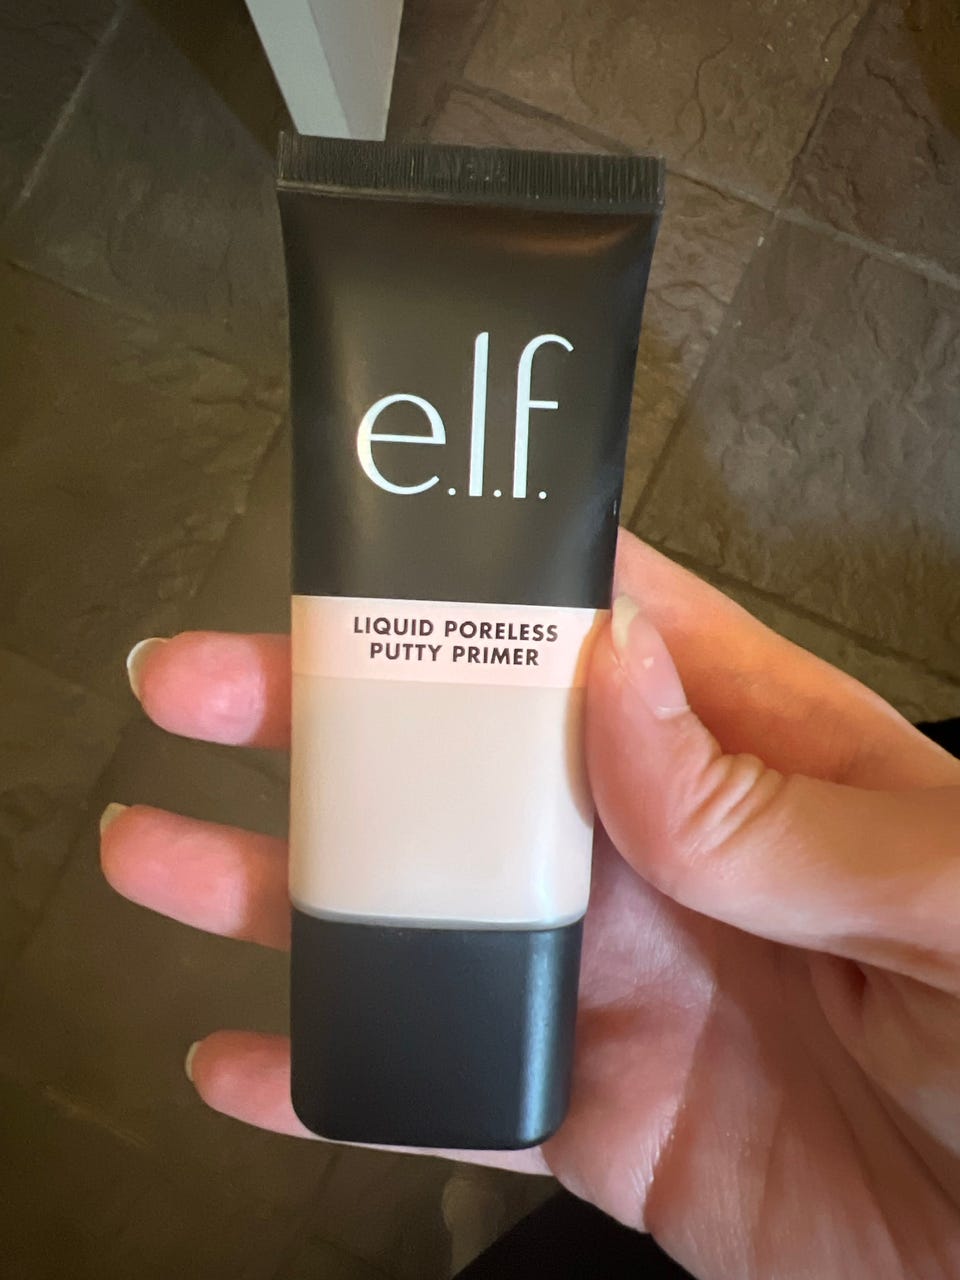 e.l.f.
LIQUID PORELESS
PUTTY PRIMER